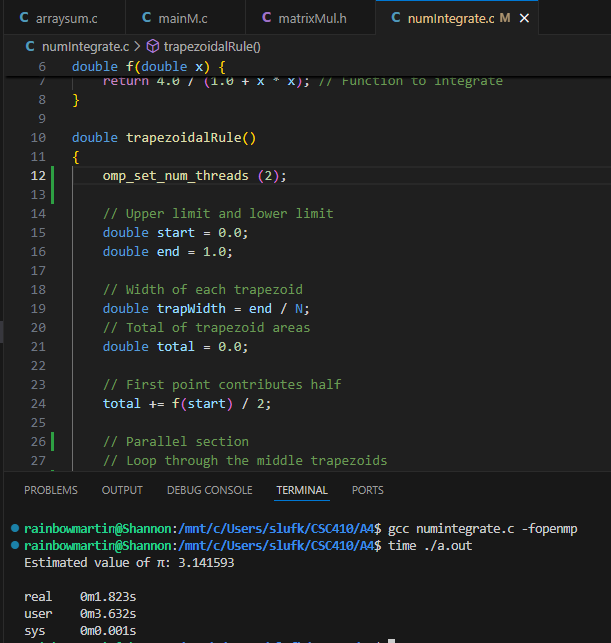 C arraysum.c C mainM.c C matrixMul.h C numIntegrate.c M ×
C numIntegrate.c > trapezoidalRule()
6 double f(double x) {
7 return 4.0 / (1.0 + x * x); // Function to integrate
8 }
9
10 double trapezoidalRule()
11 {
12 omp_set_num_threads (2);
13
14 // Upper limit and lower limit
15 double start = 0.0;
16 double end = 1.0;
17
18 // Width of each trapezoid
19 double trapWidth = end / N;
20 // Total of trapezoid areas
21 double total = 0.0;
22
23 // First point contributes half
24 total += f(start) / 2;
25
26 // Parallel section
27 // Loop through the middle trapezoids
PROBLEMS OUTPUT DEBUG CONSOLE TERMINAL PORTS
rainbowmartin@Shannon:/mnt/c/Users/slufk/CSC410/A4$ gcc numintegrate.c -fopenmp
rainbowmartin@Shannon:/mnt/c/Users/slufk/CSC410/A4$ time ./a.out
Estimated value of π: 3.141593
real 0m1.823s
user 0m3.632s
sys 0m0.001s